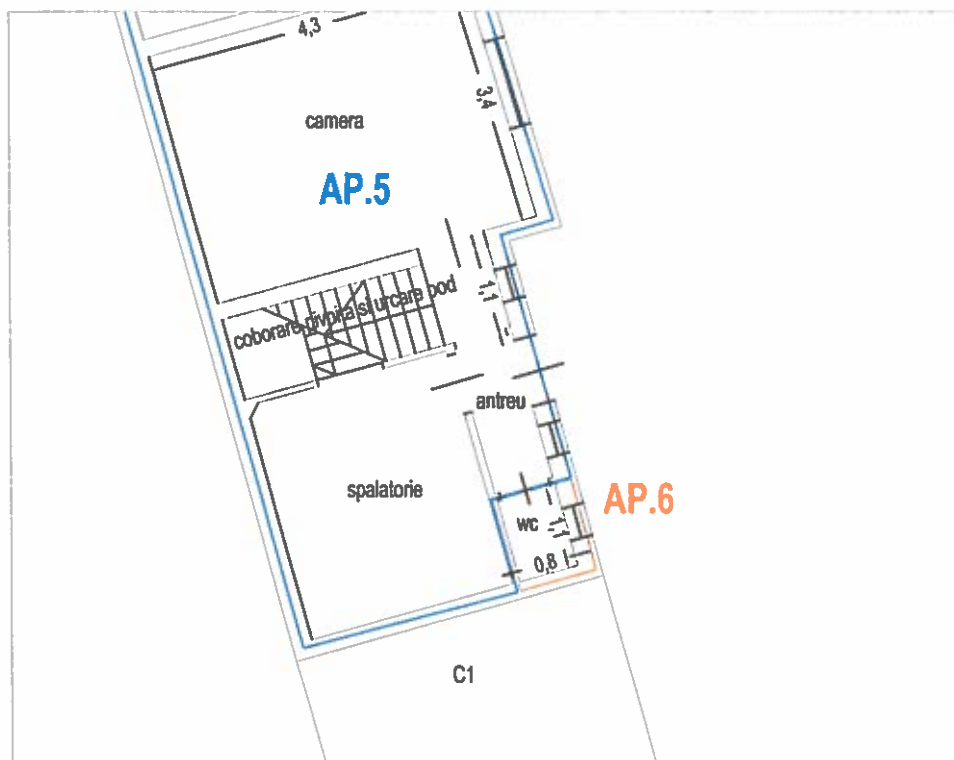 4,3
3,4
camera
AP.5
1,1
coborare pivnita si urcare pod
antreu
spalatorie
AP.6
wc
1,1
0,8
C1